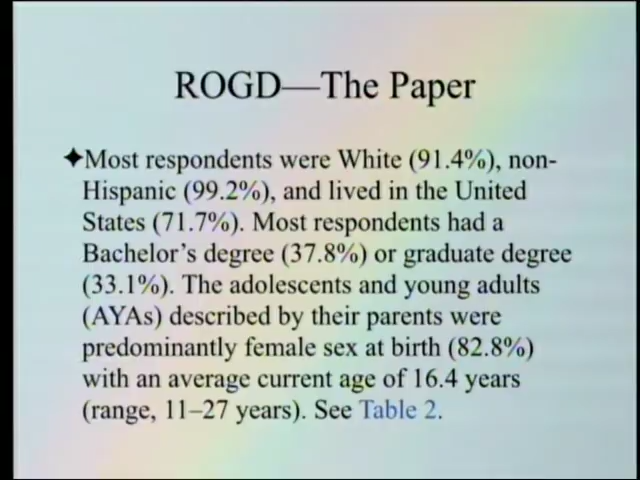 ROGD—The Paper
✦Most respondents were White (91.4%), non-
Hispanic (99.2%), and lived in the United
States (71.7%). Most respondents had a
Bachelor's degree (37.8%) or graduate degree
(33.1%). The adolescents and young adults
(AYAs) described by their parents were
predominantly female sex at birth (82.8%)
with an average current age of 16.4 years
(range, 11–27 years). See Table 2.